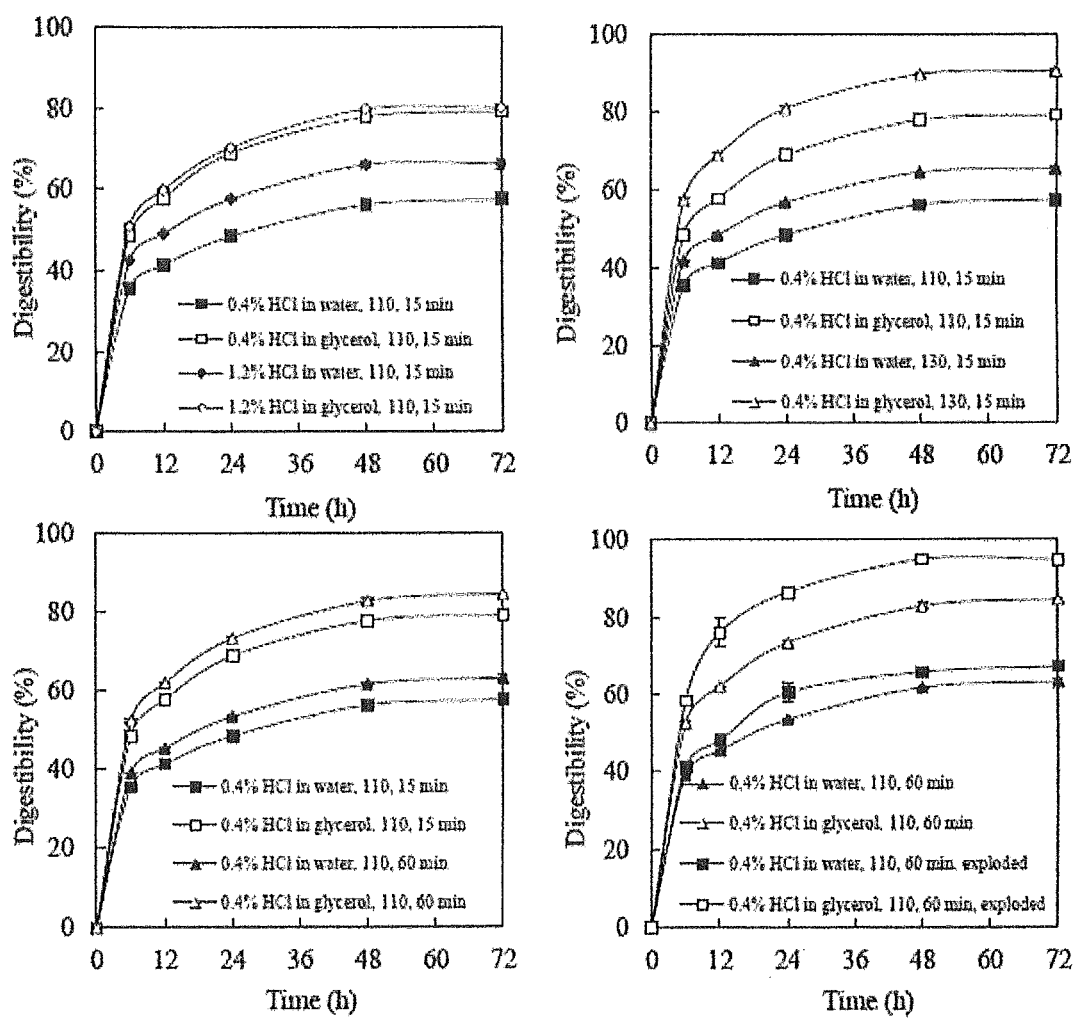 100
80
60
40
20
0
Digestibility (%)
0.4% HCl in water, 110, 15 min
0.4% HCl in glycerol, 110, 15 min
1.2% HCl in water, 110, 15 min
1.2% HCl in glycerol, 110, 15 min
0 12 24 36 48 60 72
Time (h)
100
80
60
40
20
0
Digestibility (%)
0.4% HCl in water, 110, 15 min
0.4% HCl in glycerol, 110, 15 min
0.4% HCl in water, 130, 15 min
0.4% HCl in glycerol, 130, 15 min
0 12 24 36 48 60 72
Time (h)
100
80
60
40
20
0
Digestibility (%)
0.4% HCl in water, 110, 15 min
0.4% HCl in glycerol, 110, 15 min
0.4% HCl in water, 110, 60 min
0.4% HCl in glycerol, 110, 60 min
0 12 24 36 48 60 72
Time (h)
100
80
60
40
20
0
Digestibility (%)
0.4% HCl in water, 110, 60 min
0.4% HCl in glycerol, 110, 60 min
0.4% HCl in water, 110, 60 min, exploded
0.4% HCl in glycerol, 110, 60 min, exploded
0 12 24 36 48 60 72
Time (h)